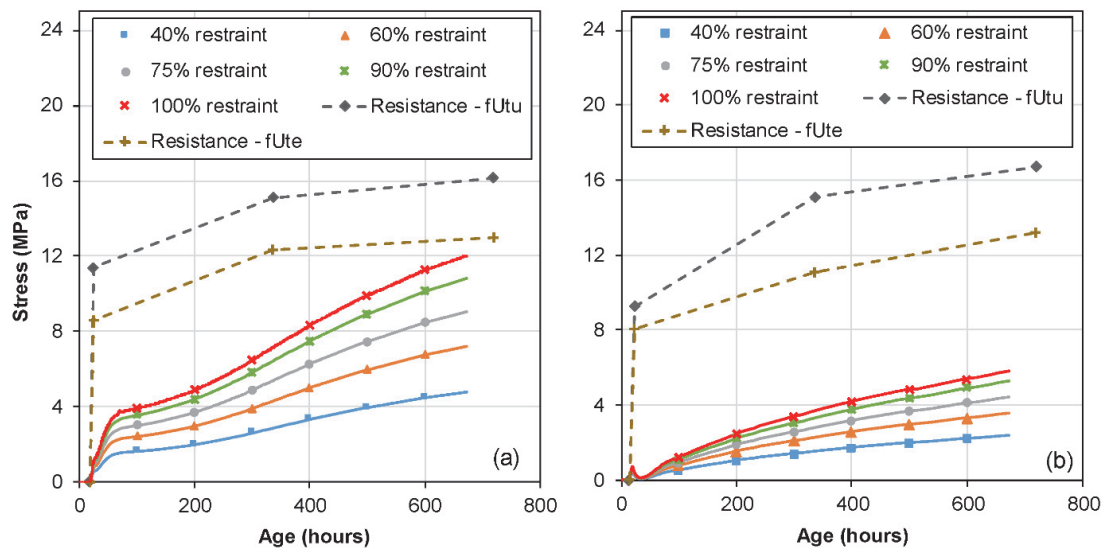 24
20
16
12
8
4
0
Stress (MPa)
40% restraint
60% restraint
75% restraint
90% restraint
100% restraint
Resistance - fUtu
Resistance - fUte
(a)
0
200
400
600
800
Age (hours)
24
20
16
12
8
4
0
40% restraint
60% restraint
75% restraint
90% restraint
100% restraint
Resistance - fUtu
Resistance - fUte
(b)
0
200
400
600
800
Age (hours)